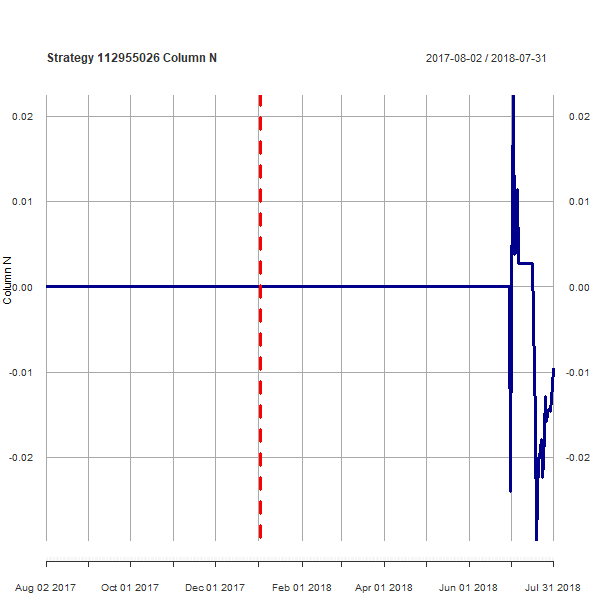 Strategy 112955026 Column N
2017-08-02 / 2018-07-31
0.02 0.02
0.01 0.01
0.00 0.00
-0.01 -0.01
-0.02 -0.02
Column N
Aug 02 2017 Oct 01 2017 Dec 01 2017 Feb 01 2018 Apr 01 2018 Jun 01 2018 Jul 31 2018